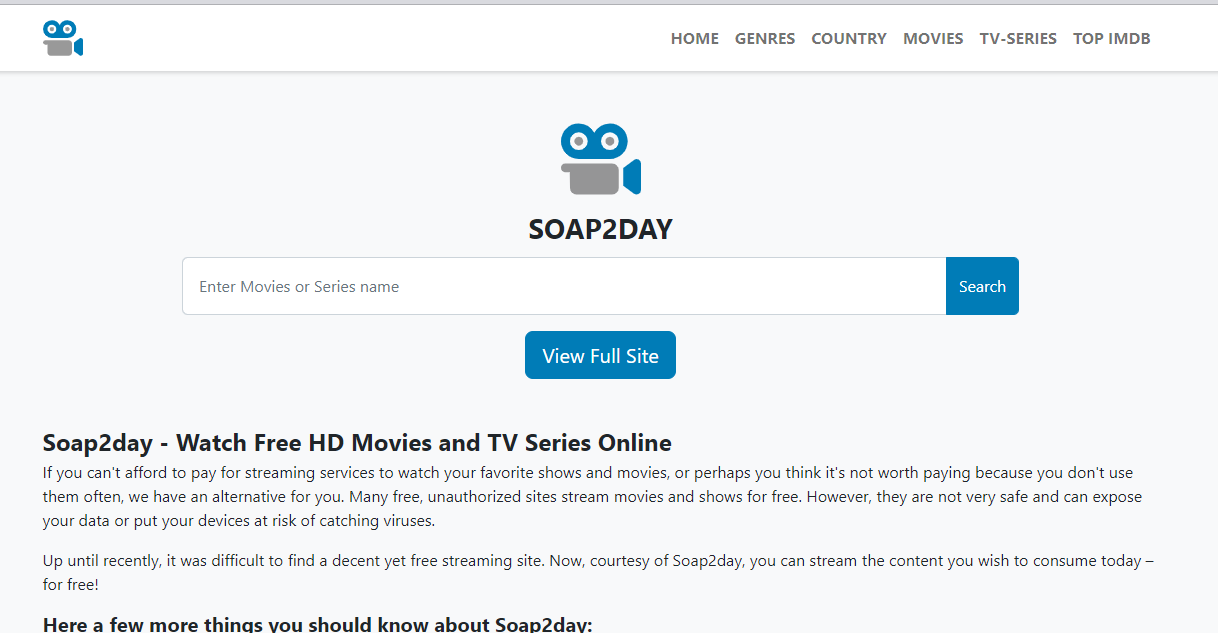 HOME GENRES COUNTRY MOVIES TV-SERIES TOP IMDB
SOAP2DAY
Enter Movies or Series name
Search
View Full Site
Soap2day - Watch Free HD Movies and TV Series Online
If you can't afford to pay for streaming services to watch your favorite shows and movies, or perhaps you think it's not worth paying because you don't use
them often, we have an alternative for you. Many free, unauthorized sites stream movies and shows for free. However, they are not very safe and can expose
your data or put your devices at risk of catching viruses.
Up until recently, it was difficult to find a decent yet free streaming site. Now, courtesy of Soap2day, you can stream the content you wish to consume today –
for free!
Here a few more things you should know about Soap2day: